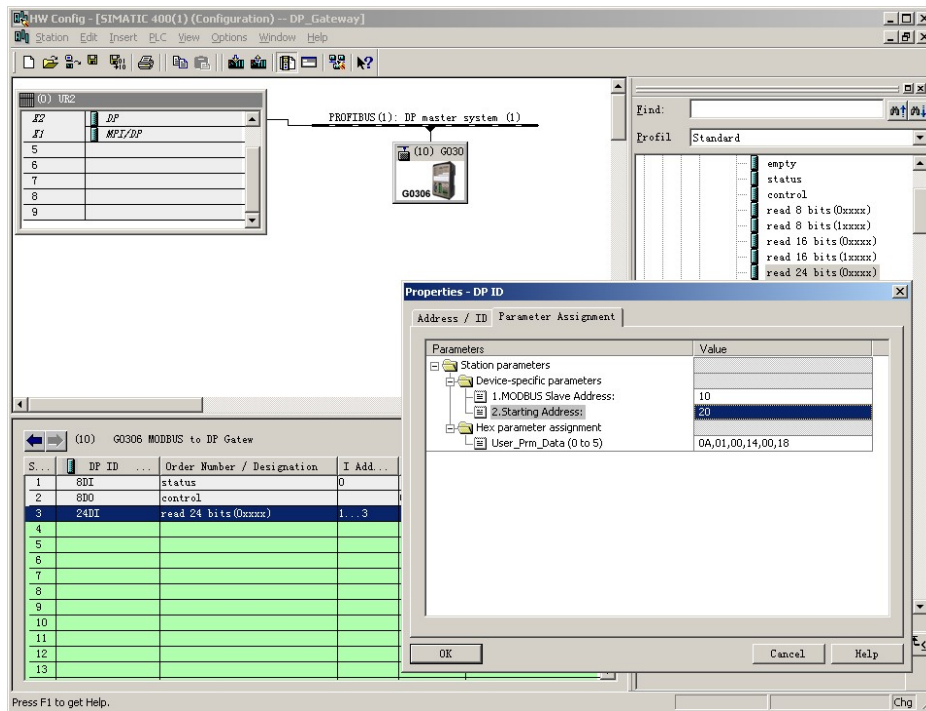 HW Config - [SIMATIC 400(1) (Configuration) -- DP_Gateway]
Station Edit Insert PLC View Options Window Help
(0) UR2
X2 DP
X1 MPI/DP
5
6
7
8
9
PROFIBUS(1): DP master system (1)
(10) G030
G0306
Find:
Profil Standard
empty
status
control
read 8 bits(0xxxx)
read 8 bits(1xxxx)
read 16 bits(0xxxx)
read 16 bits(1xxxx)
read 24 bits(0xxxx)
Properties - DP ID
Address / ID Parameter Assignment
Parameters Value
Station parameters
Device-specific parameters
1.MODBUS Slave Address: 10
2.Starting Address: 20
Hex parameter assignment
User_Prm_Data (0 to 5) 0A,01,00,14,00,18
OK Cancel Help
(10) G0306 MODBUS to DP Gatew
S... DP ID ... Order Number / Designation I Add...
1 8DI status 0
2 8DO control
3 24DI read 24 bits(0xxxx) 1...3
4
5
6
7
8
9
10
11
12
13
Press F1 to get Help.
Chg